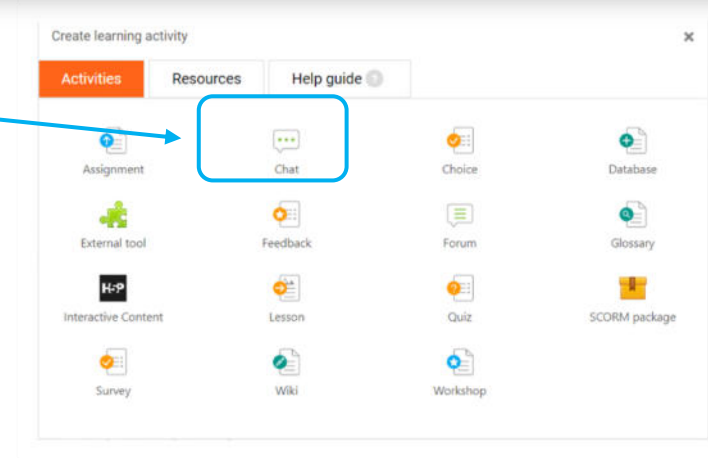 Create learning activity ×
Activities Resources Help guide ?
Assignment Chat Choice Database
External tool Feedback Forum Glossary
H-P
Interactive Content Lesson Quiz SCORM package
Survey Wiki Workshop